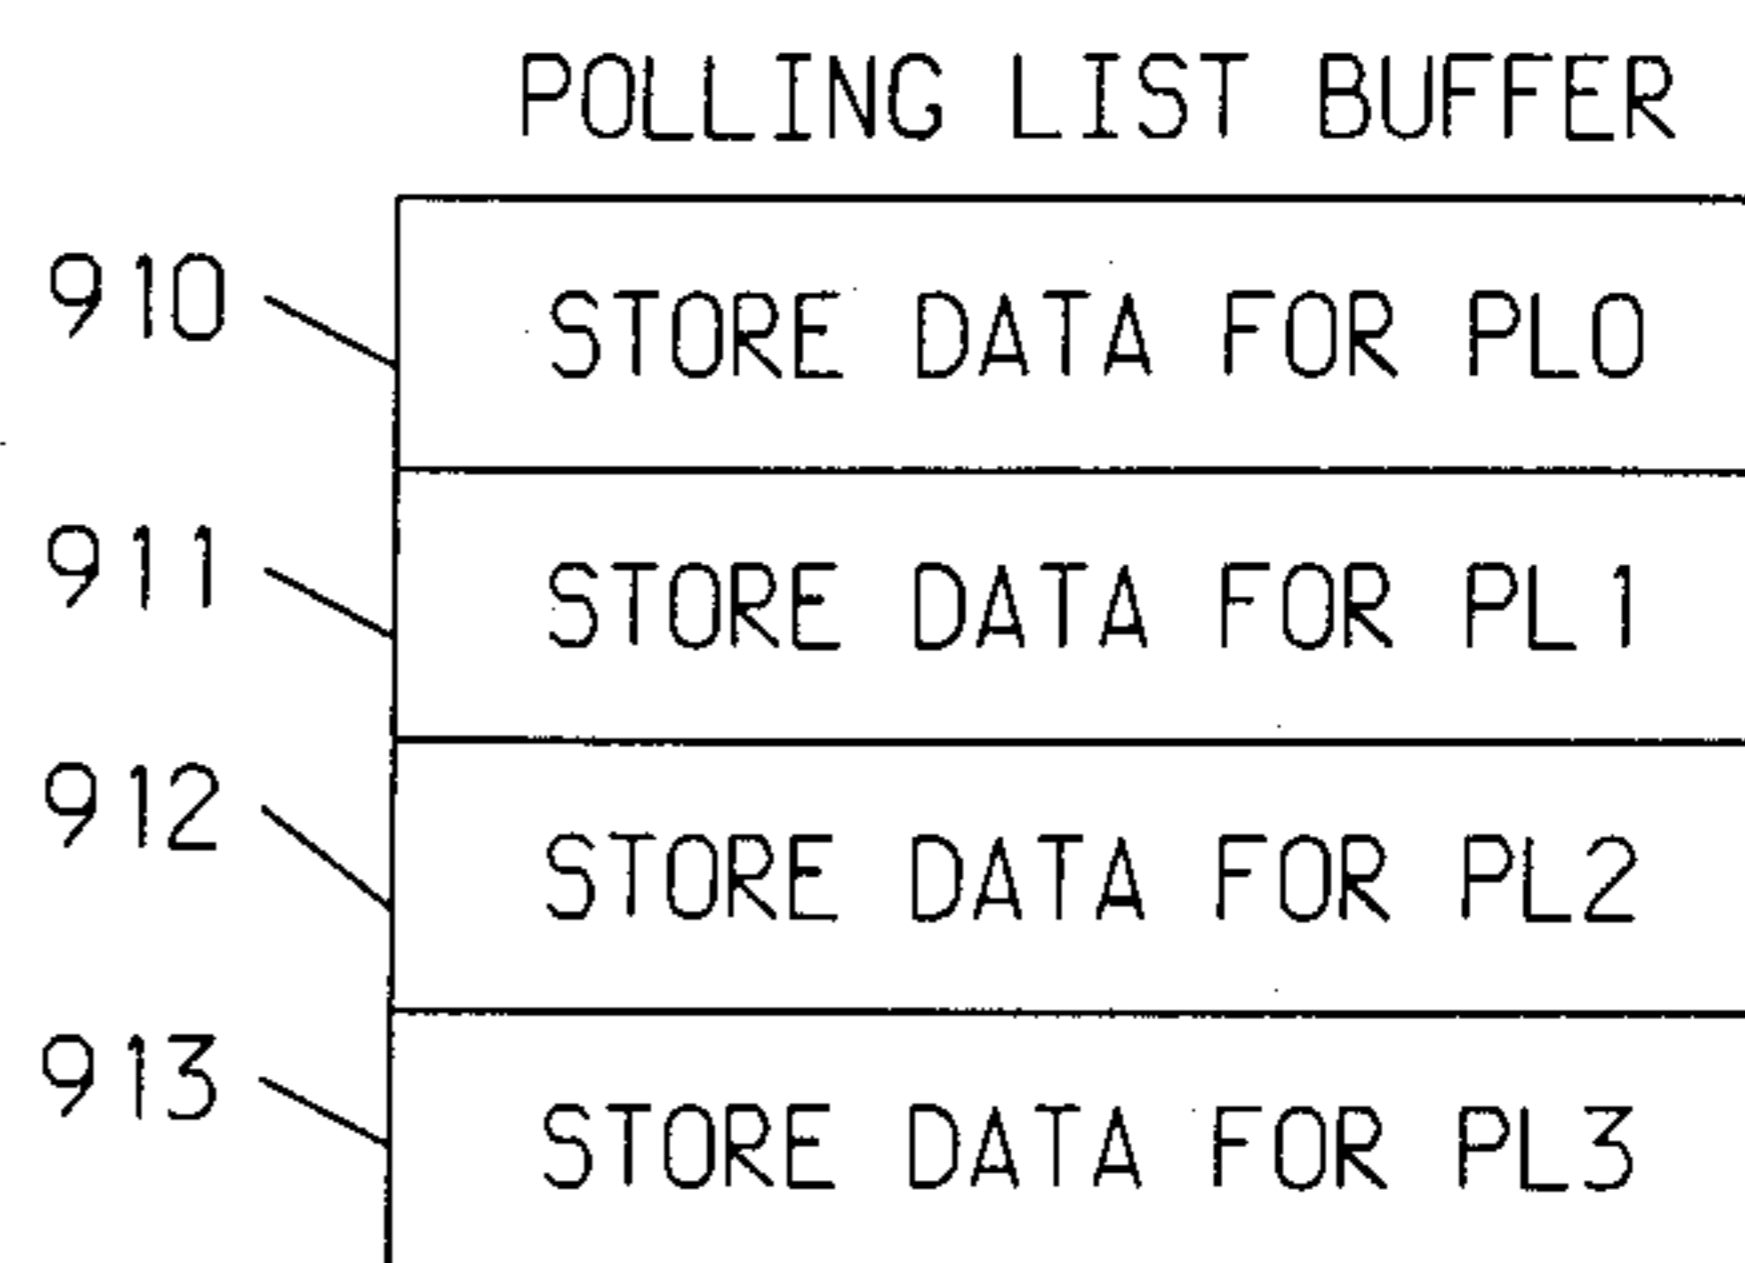 POLLING LIST BUFFER
910 STORE DATA FOR PL0
911 STORE DATA FOR PL1
912 STORE DATA FOR PL2
913 STORE DATA FOR PL3